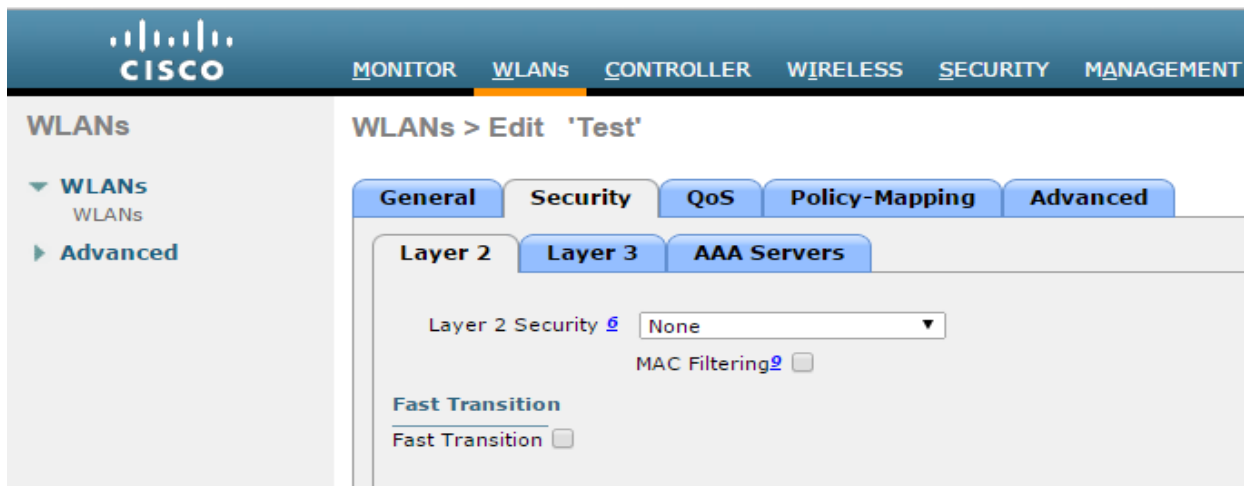 CISCO
MONITOR WLANs CONTROLLER WIRELESS SECURITY MANAGEMENT
WLANs
WLANs
WLANs
Advanced
WLANs > Edit 'Test'
General Security QoS Policy-Mapping Advanced
Layer 2 Layer 3 AAA Servers
Layer 2 Security 6 None
MAC Filtering9
Fast Transition
Fast Transition